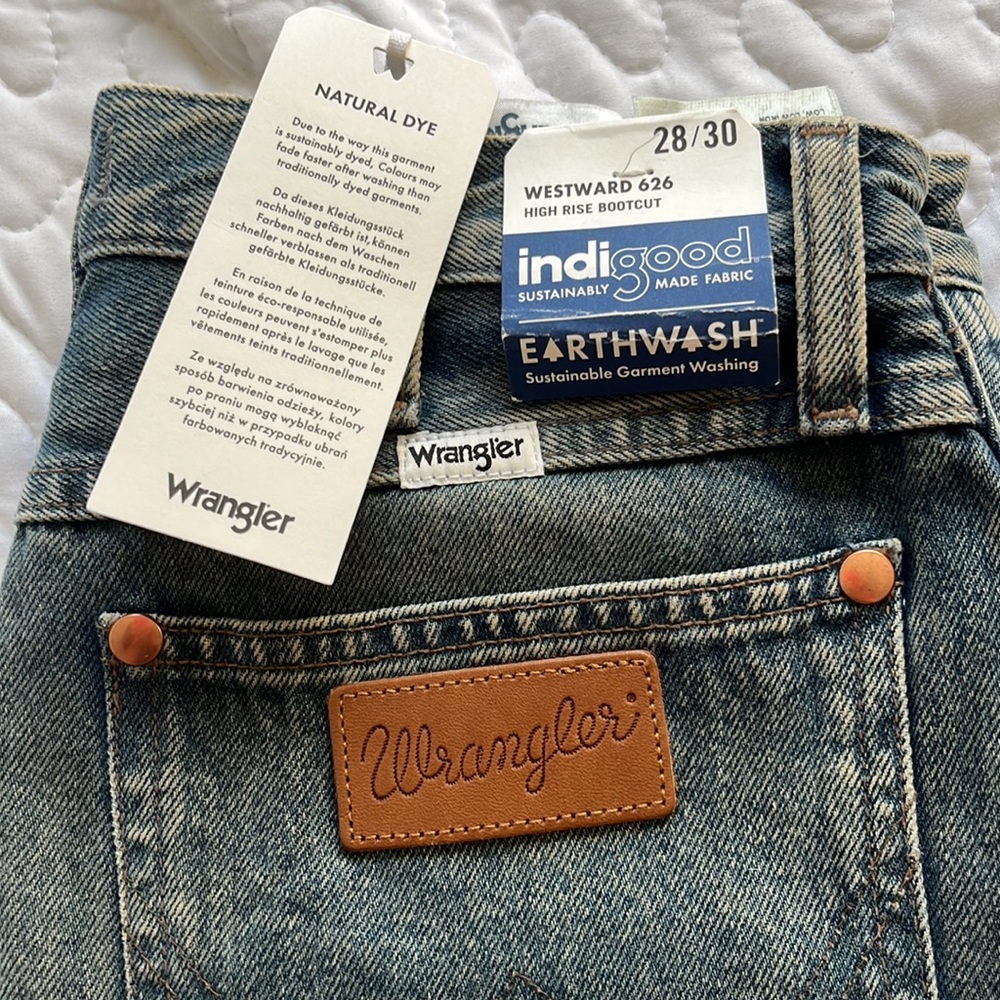 NATURAL DYE
Due to the way this garment
is sustainably dyed. Colours may
fade faster after washing than
traditionally dyed garments.
Da dieses Kleidungsstück
nachhaltig gefärbt ist, können
Farben nach dem Waschen
schneller verblassen als traditionell
gefärbte Kleidungsstücke.
En raison de la technique de
teinture éco-responsable utilisée,
les couleurs peuvent s'estomper plus
rapidement après le lavage que les
vêtements teints traditionnellement.
Ze względu na zrównoważony
sposób barwienia odzieży, kolory
po praniu mogą wyblaknąć
szybciej niż w przypadku ubrań
farbowanych tradycyjnie.
Wrangler
28/30
WESTWARD 626
HIGH RISE BOOTCUT
indigood
SUSTAINABLY MADE FABRIC
EARTHWASH™
Sustainable Garment Washing
Wrangler
Wrangler®